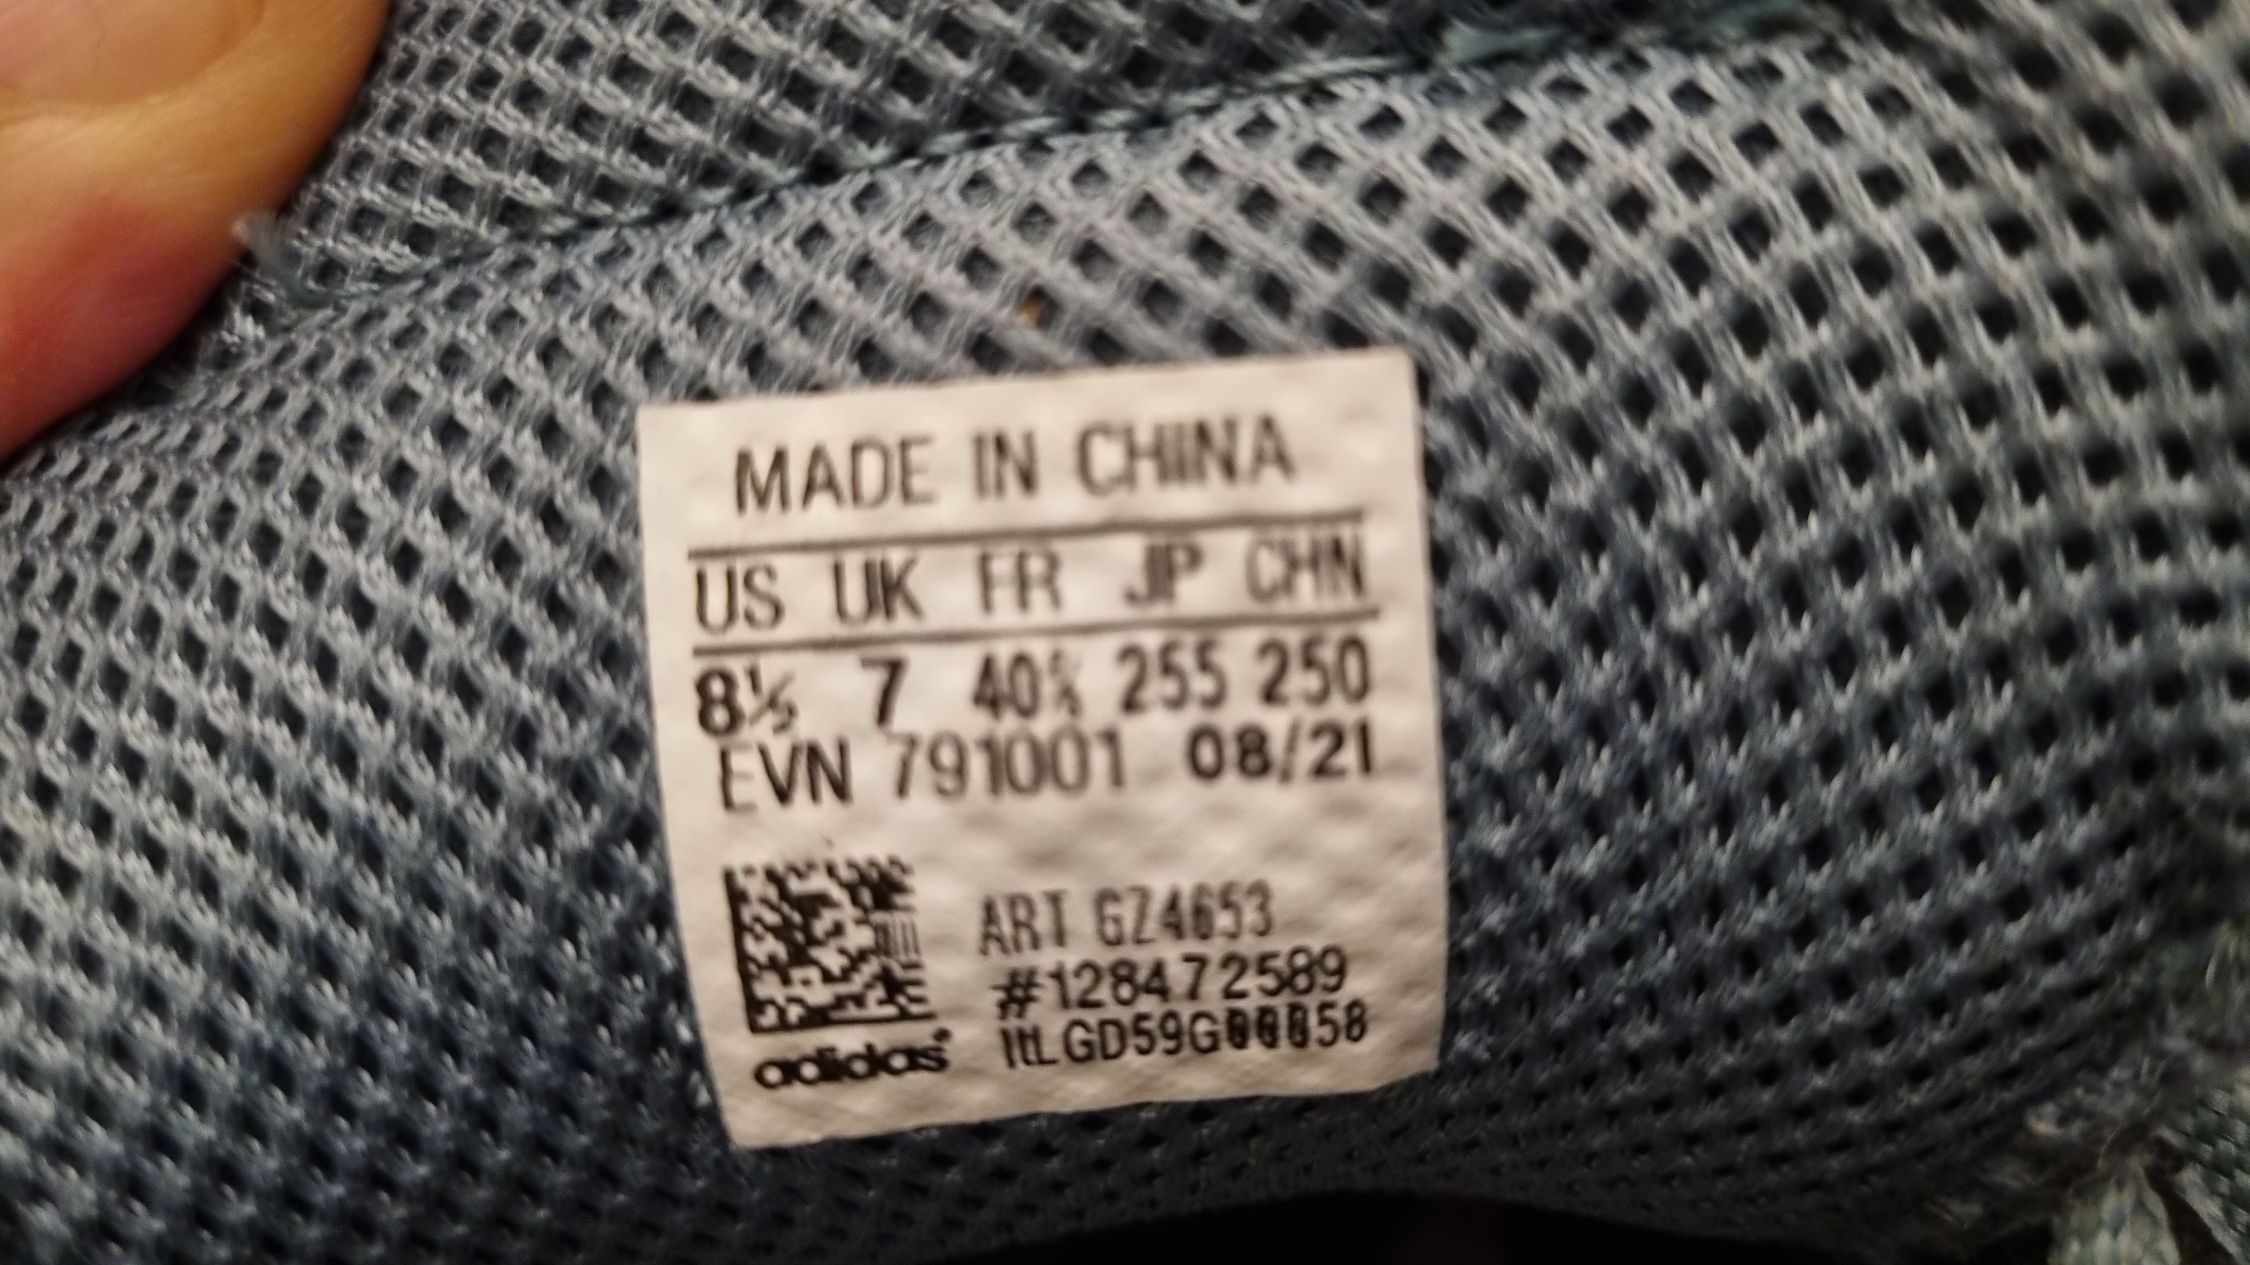 MADE IN CHINA
US UK FR JP CHN
8½ 7 40⅔ 255 250
EVN 791001 08/21
ART GZ4653
#128472589
adidas